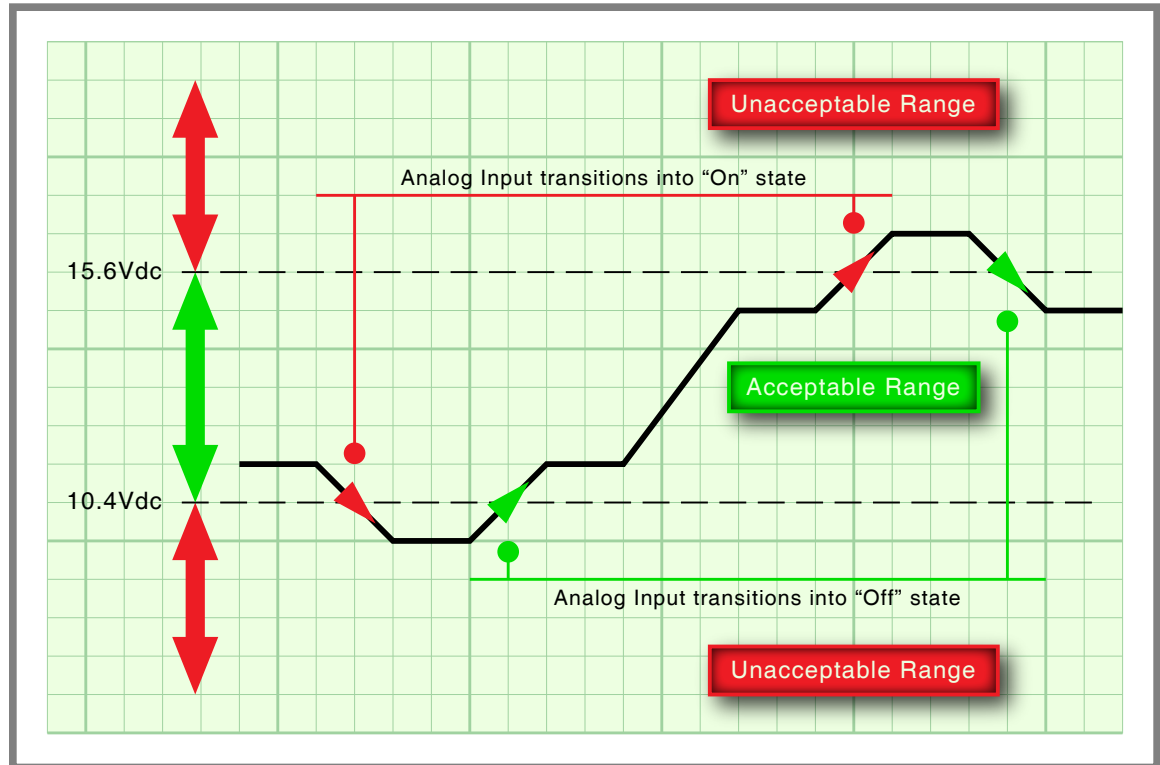 Unacceptable Range
Analog Input transitions into “On” state
15.6Vdc
Acceptable Range
10.4Vdc
Analog Input transitions into “Off” state
Unacceptable Range